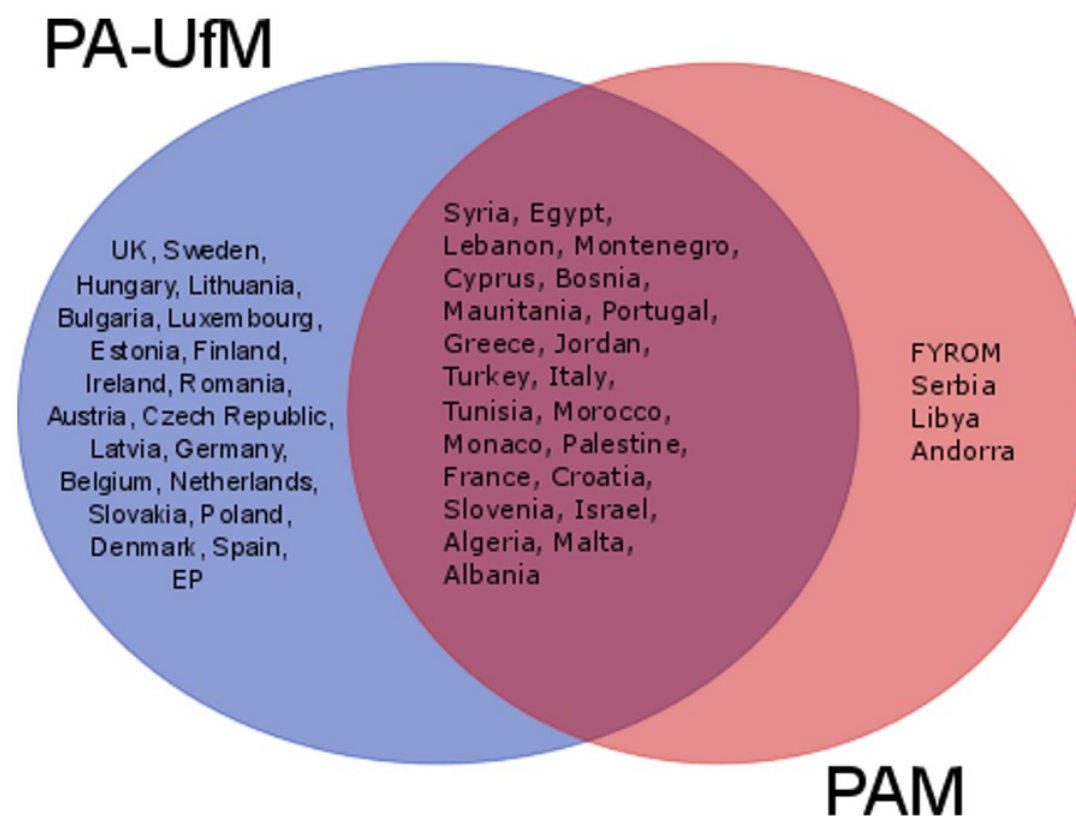 PA-UfM
UK, Sweden,
Hungary, Lithuania,
Bulgaria, Luxembourg,
Estonia, Finland,
Ireland, Romania,
Austria, Czech Republic,
Latvia, Germany,
Belgium, Netherlands,
Slovakia, Poland,
Denmark, Spain,
EP
Syria, Egypt,
Lebanon, Montenegro,
Cyprus, Bosnia,
Mauritania, Portugal,
Greece, Jordan,
Turkey, Italy,
Tunisia, Morocco,
Monaco, Palestine,
France, Croatia,
Slovenia, Israel,
Algeria, Malta,
Albania
FYROM
Serbia
Libya
Andorra
PAM